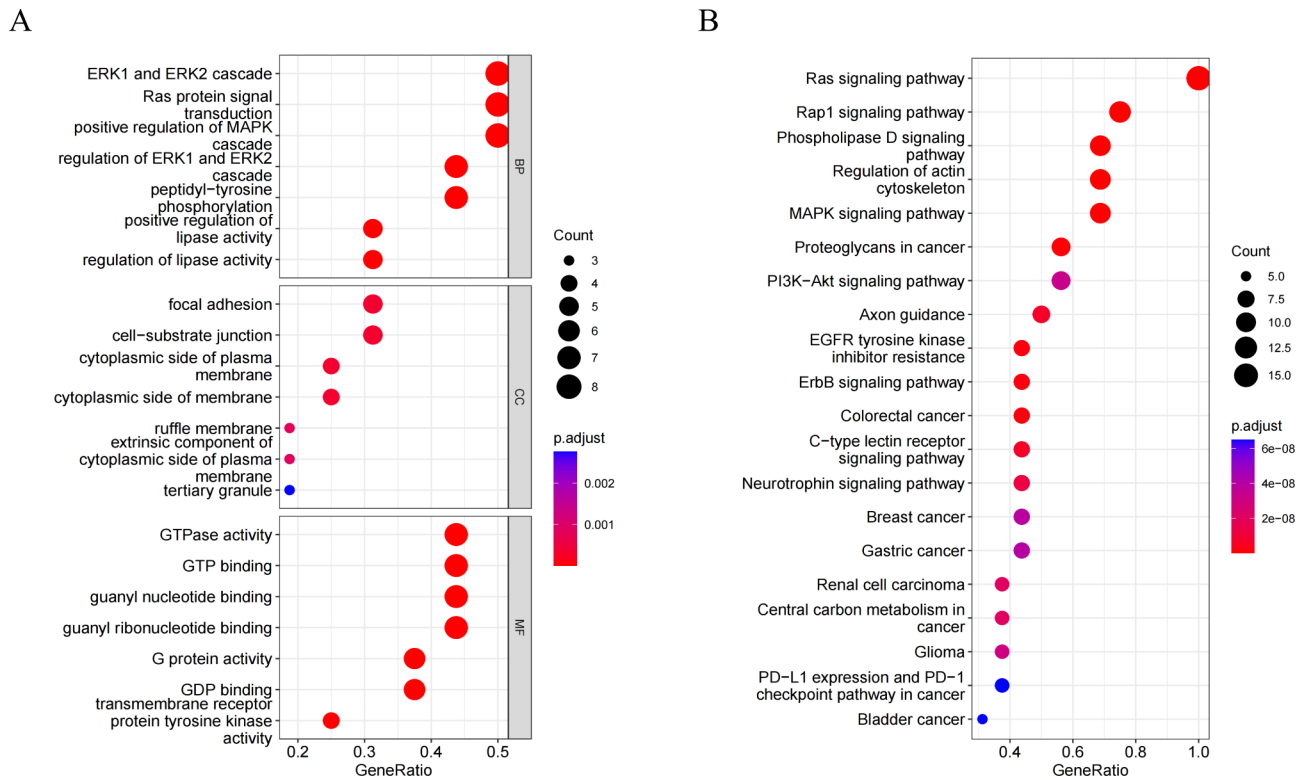 A
ERK1 and ERK2 cascade
Ras protein signal
transduction
positive regulation of MAPK
cascade
regulation of ERK1 and ERK2
cascade
peptidyl−tyrosine
phosphorylation
positive regulation of
lipase activity
regulation of lipase activity
BP
focal adhesion
cell−substrate junction
cytoplasmic side of plasma
membrane
cytoplasmic side of membrane
ruffle membrane
extrinsic component of
cytoplasmic side of plasma
membrane
tertiary granule
CC
GTPase activity
GTP binding
guanyl nucleotide binding
guanyl ribonucleotide binding
G protein activity
GDP binding
transmembrane receptor
protein tyrosine kinase
activity
MF
0.2 0.3 0.4 0.5
GeneRatio
Count
3
4
5
6
7
8
p.adjust
0.002
0.001
B
Ras signaling pathway
Rap1 signaling pathway
Phospholipase D signaling
pathway
Regulation of actin
cytoskeleton
MAPK signaling pathway
Proteoglycans in cancer
PI3K−Akt signaling pathway
Axon guidance
EGFR tyrosine kinase
inhibitor resistance
ErbB signaling pathway
Colorectal cancer
C−type lectin receptor
signaling pathway
Neurotrophin signaling pathway
Breast cancer
Gastric cancer
Renal cell carcinoma
Central carbon metabolism in
cancer
Glioma
PD−L1 expression and PD−1
checkpoint pathway in cancer
Bladder cancer
0.4 0.6 0.8 1.0
GeneRatio
Count
5.0
7.5
10.0
12.5
15.0
p.adjust
6e−08
4e−08
2e−08